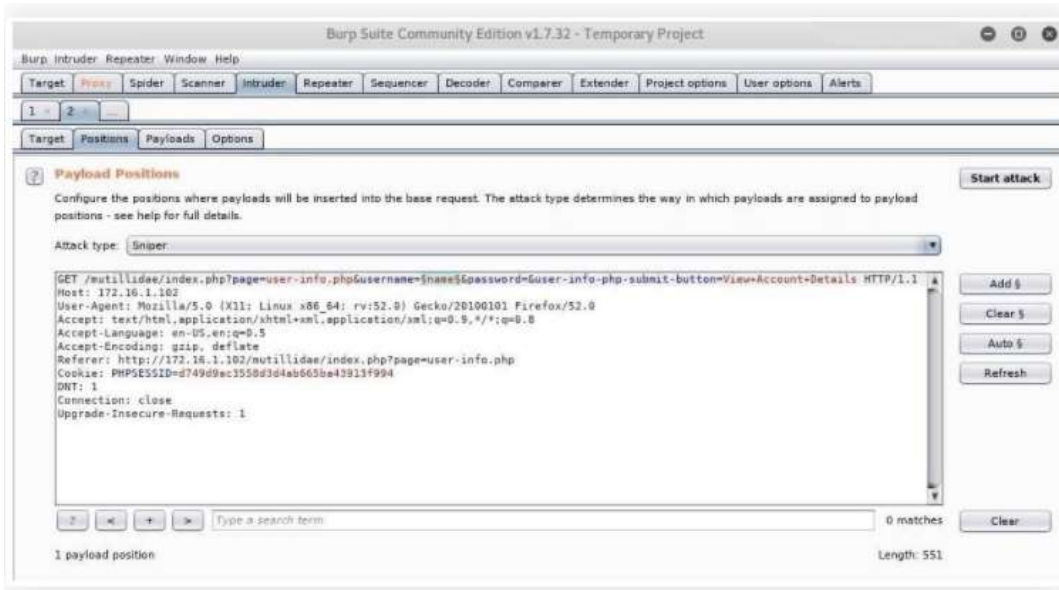 Burp Suite Community Edition v1.7.32 - Temporary Project
Burp Intruder Repeater Window Help
Target Proxy Spider Scanner Intruder Repeater Sequencer Decoder Comparer Extender Project options User options Alerts
1 × 2 × ...
Target Positions Payloads Options
? Payload Positions
Start attack
Configure the positions where payloads will be inserted into the base request. The attack type determines the way in which payloads are assigned to payload
positions - see help for full details.
Attack type: Sniper
GET /mutillidae/index.php?page=user-info.php&username=§name§&password=&user-info-php-submit-button=View+Account+Details HTTP/1.1
Host: 172.16.1.102
User-Agent: Mozilla/5.0 (X11; Linux x86_64; rv:52.0) Gecko/20100101 Firefox/52.0
Accept: text/html,application/xhtml+xml,application/xml;q=0.9,*/*;q=0.8
Accept-Language: en-US,en;q=0.5
Accept-Encoding: gzip, deflate
Referer: http://172.16.1.102/mutillidae/index.php?page=user-info.php
Cookie: PHPSESSID=d749d9ac3558d3d4ab665ba43913f994
DNT: 1
Connection: close
Upgrade-Insecure-Requests: 1
Add §
Clear §
Auto §
Refresh
? < + > Type a search term
0 matches
Clear
1 payload position
Length: 551